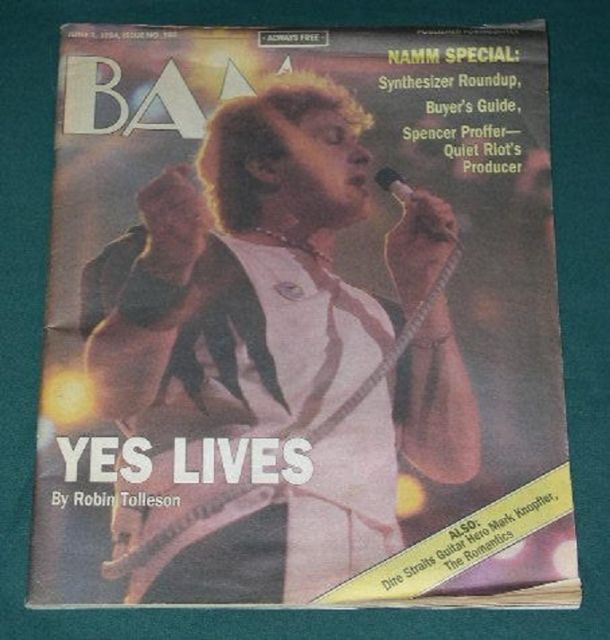 ALWAYS FREE
BAM
NAMM SPECIAL:
Synthesizer Roundup,
Buyer's Guide,
Spencer Proffer—
Quiet Riot's
Producer
YES LIVES
By Robin Tolleson
ALSO:
Dire Straits Guitar Hero Mark Knopfler,
The Romantics